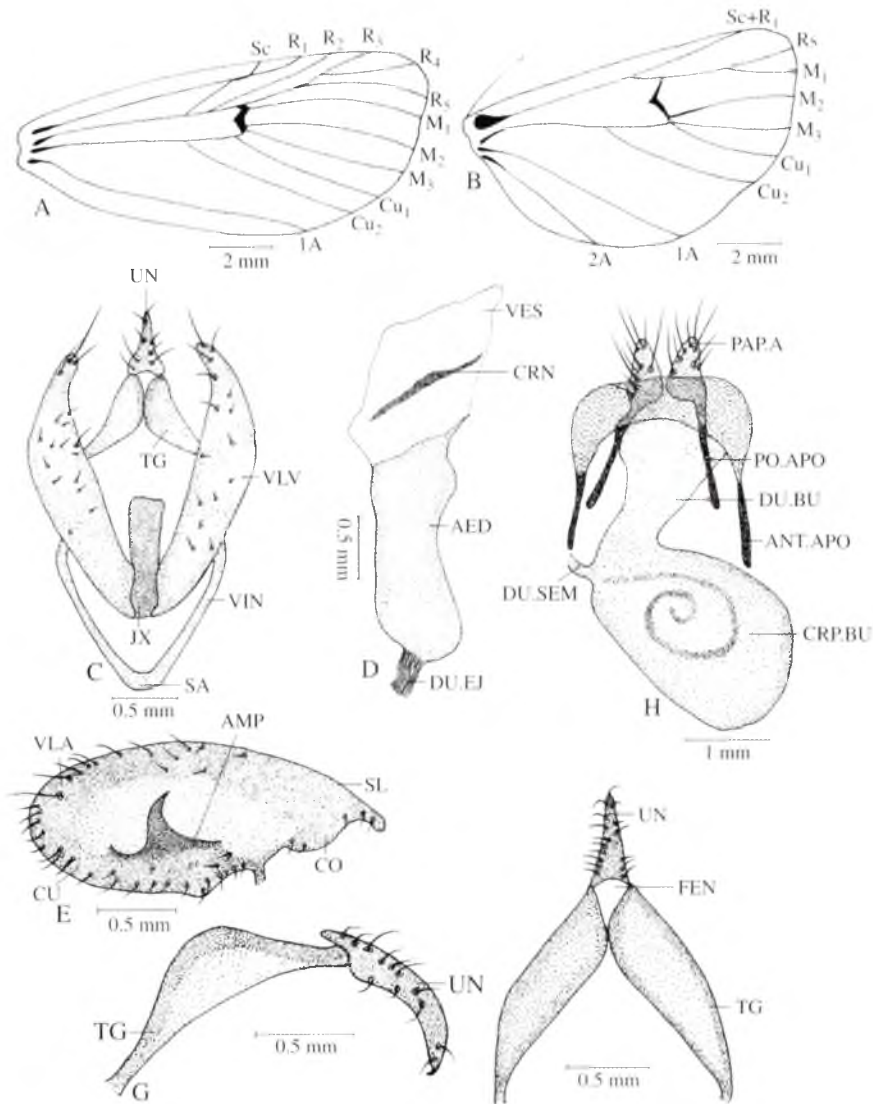 Sc R₁ R₂ R₃ R₄ R₅ M₁ M₂ M₃ Cu₁ Cu₂ 1A
A
2 mm
Sc+R₁ RS M₁ M₂ M₃ Cu₁ Cu₂ 1A 2A
B
2 mm
UN
TG
VLV
VIN
JX
SA
C
0.5 mm
VES
CRN
AED
DU.EJ
D
0.5 mm
PAP.A
PO.APO
DU.BU
ANT.APO
DU.SEM
CRP.BU
H
1 mm
AMP
VLA
SL
CO
CU
E
0.5 mm
UN
TG
G
0.5 mm
UN
FEN
TG
0.5 mm